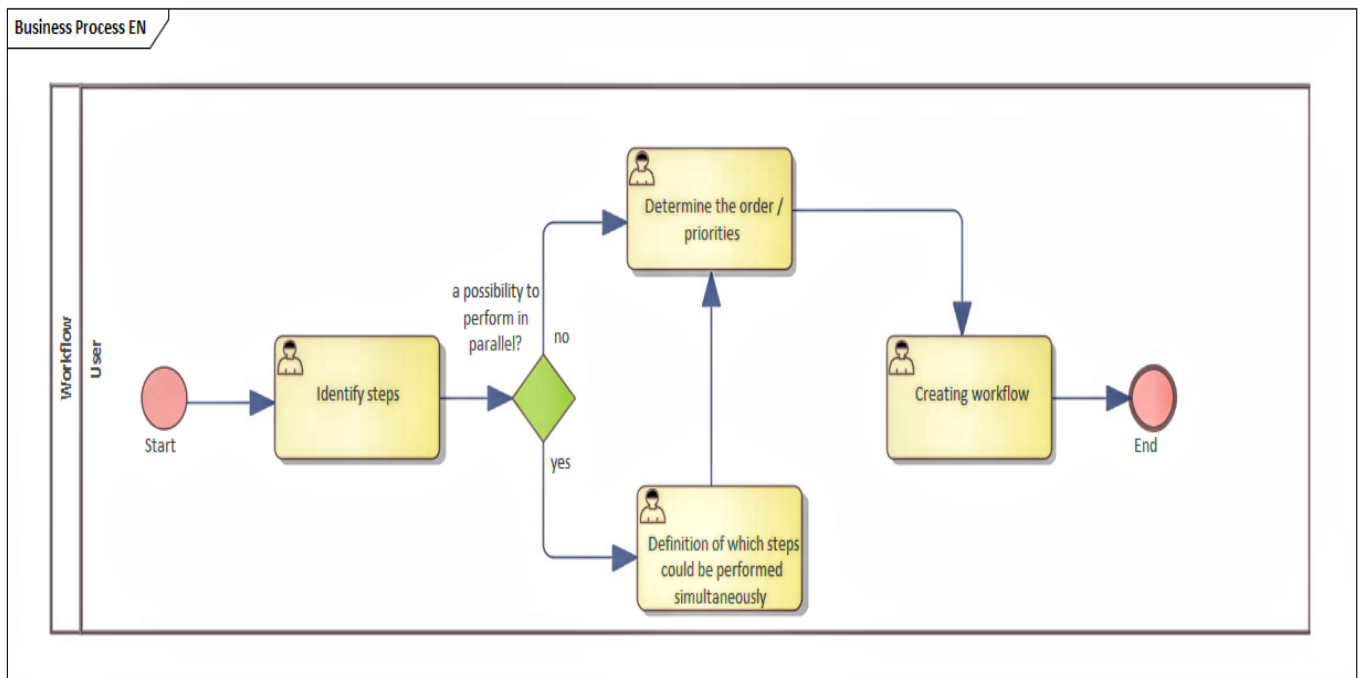 Business Process EN
Workflow
User
Start
Identify steps
a possibility to
perform in
parallel?
no
yes
Determine the order /
priorities
Definition of which steps
could be performed
simultaneously
Creating workflow
End